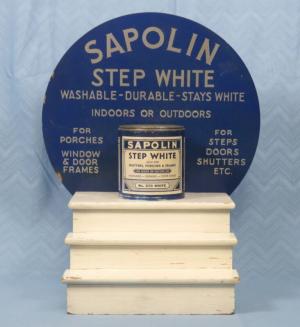 SAPOLIN
STEP WHITE
WASHABLE-DURABLE-STAYS WHITE
INDOORS OR OUTDOORS
FOR
PORCHES
WINDOW
& DOOR
FRAMES
FOR
STEPS
DOORS
SHUTTERS
ETC.
SAPOLIN
STEP WHITE